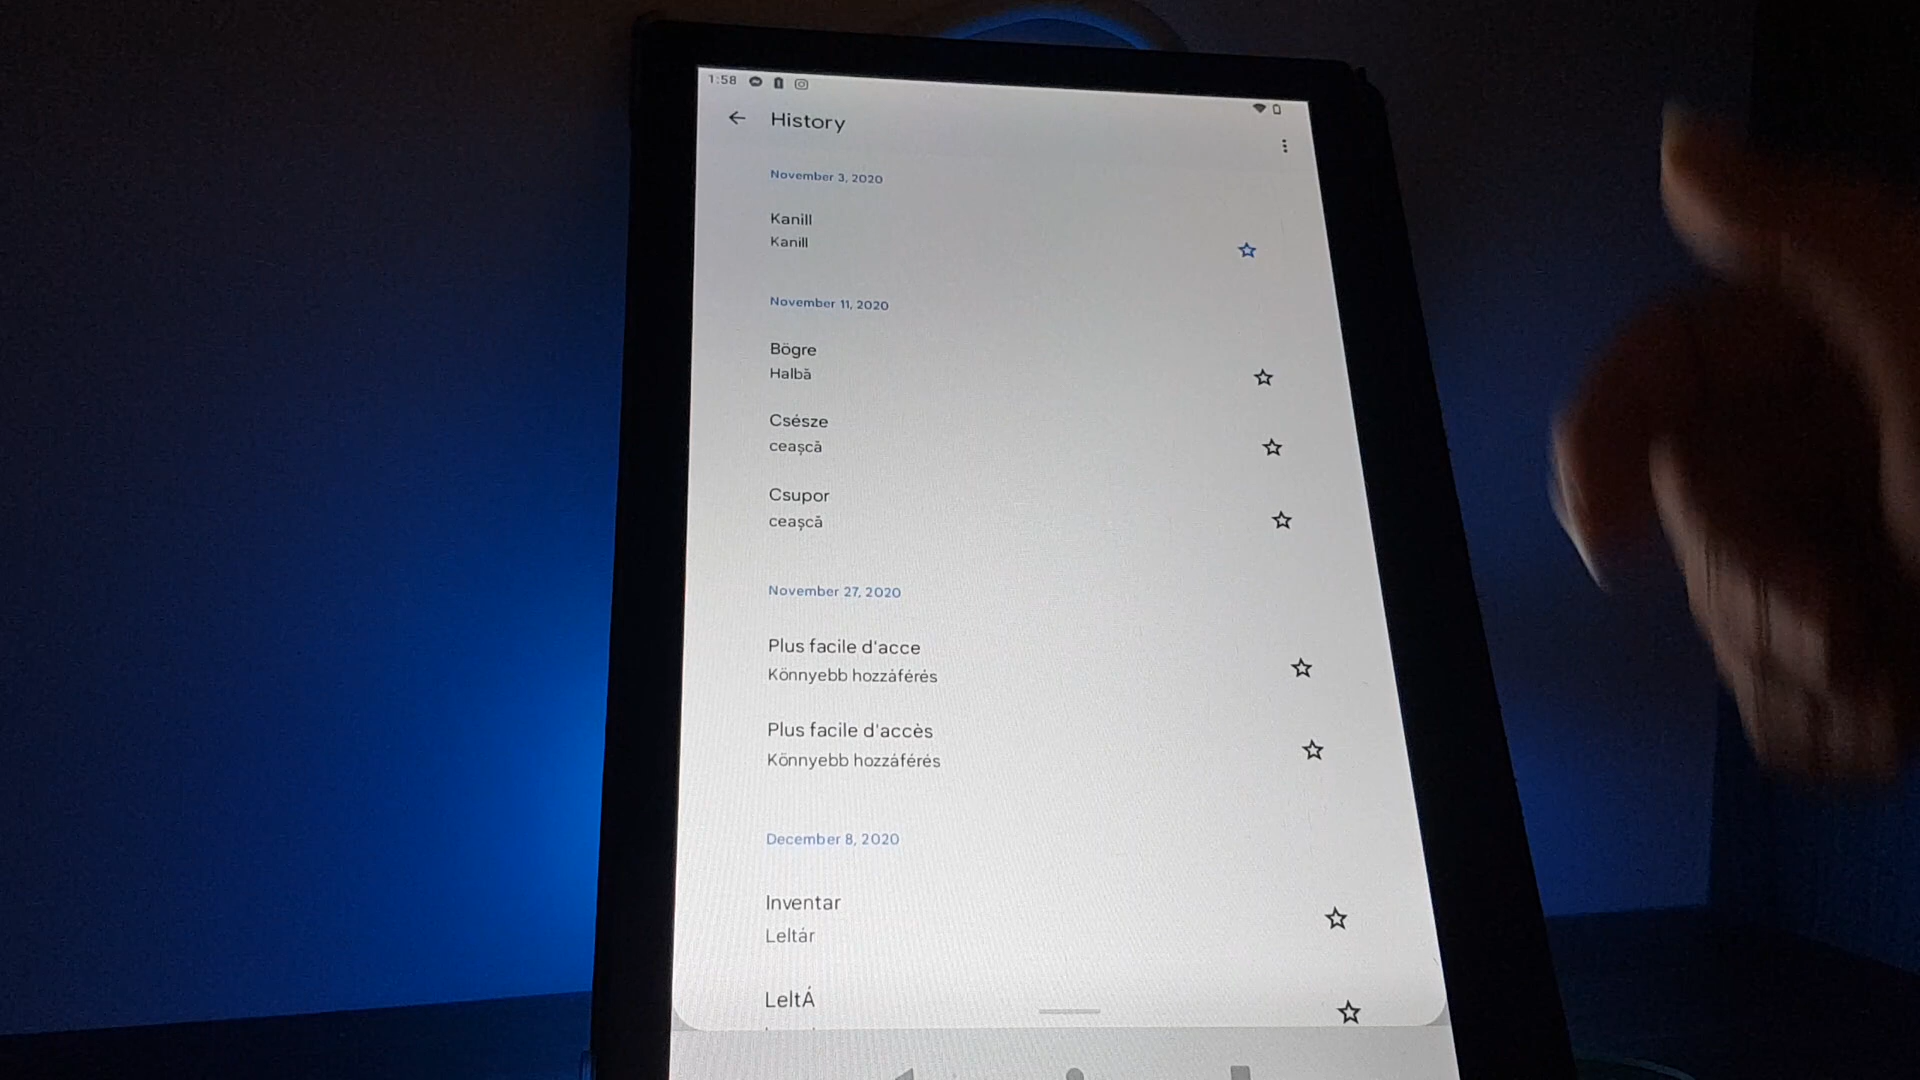 1:58
History
November 3, 2020
Kanill
Kanill
November 11, 2020
Bögre
Halbă
Csésze
ceașcă
Csupor
ceașcă
November 27, 2020
Plus facile d'acce
Könnyebb hozzáférés
Plus facile d'accès
Könnyebb hozzáférés
December 8, 2020
Inventar
Leltár
LeltÁ